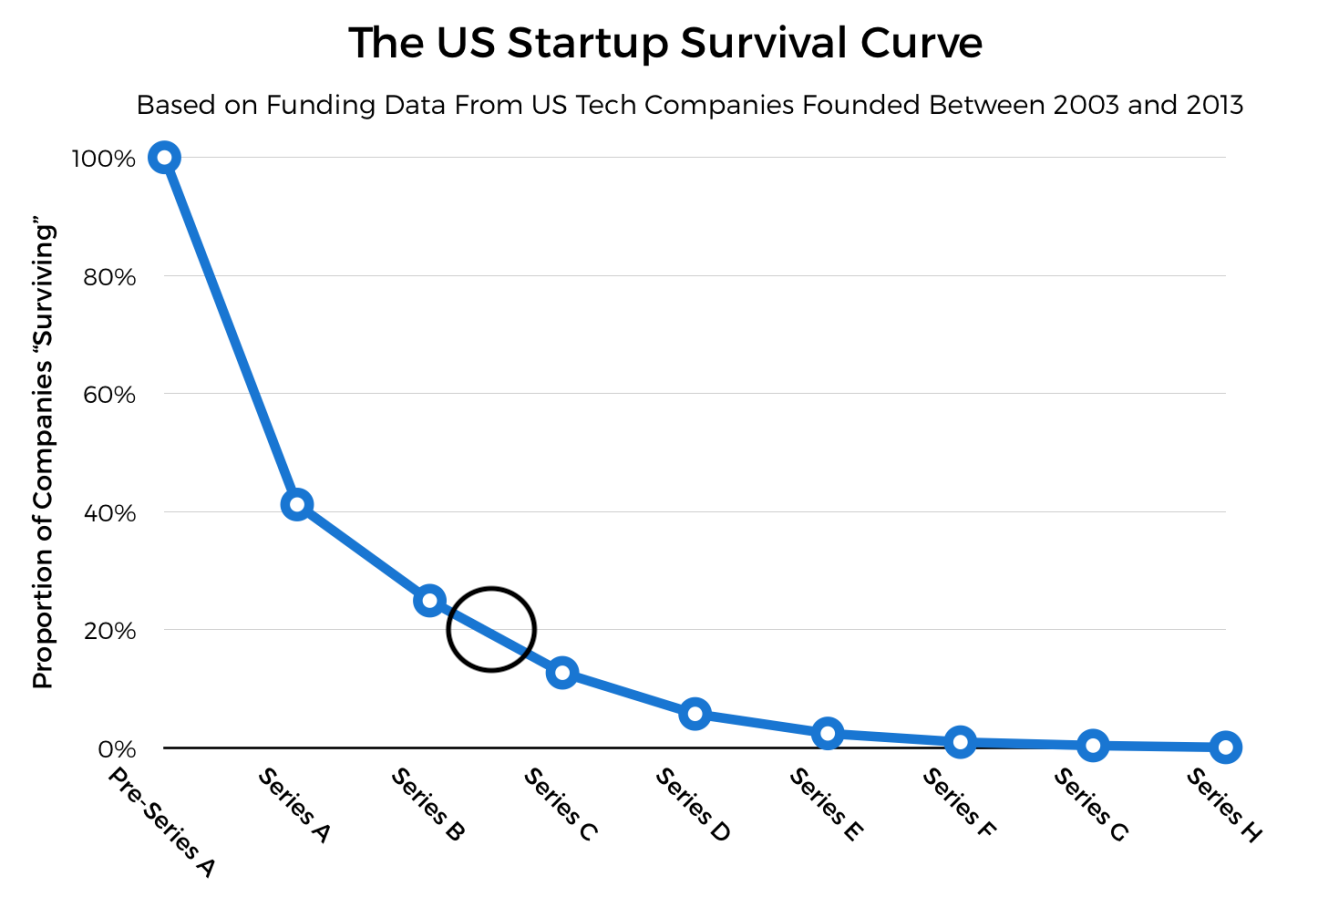 The US Startup Survival Curve
Based on Funding Data From US Tech Companies Founded Between 2003 and 2013
Proportion of Companies “Surviving”
100%
80%
60%
40%
20%
0%
Pre-Series A
Series A
Series B
Series C
Series D
Series E
Series F
Series G
Series H